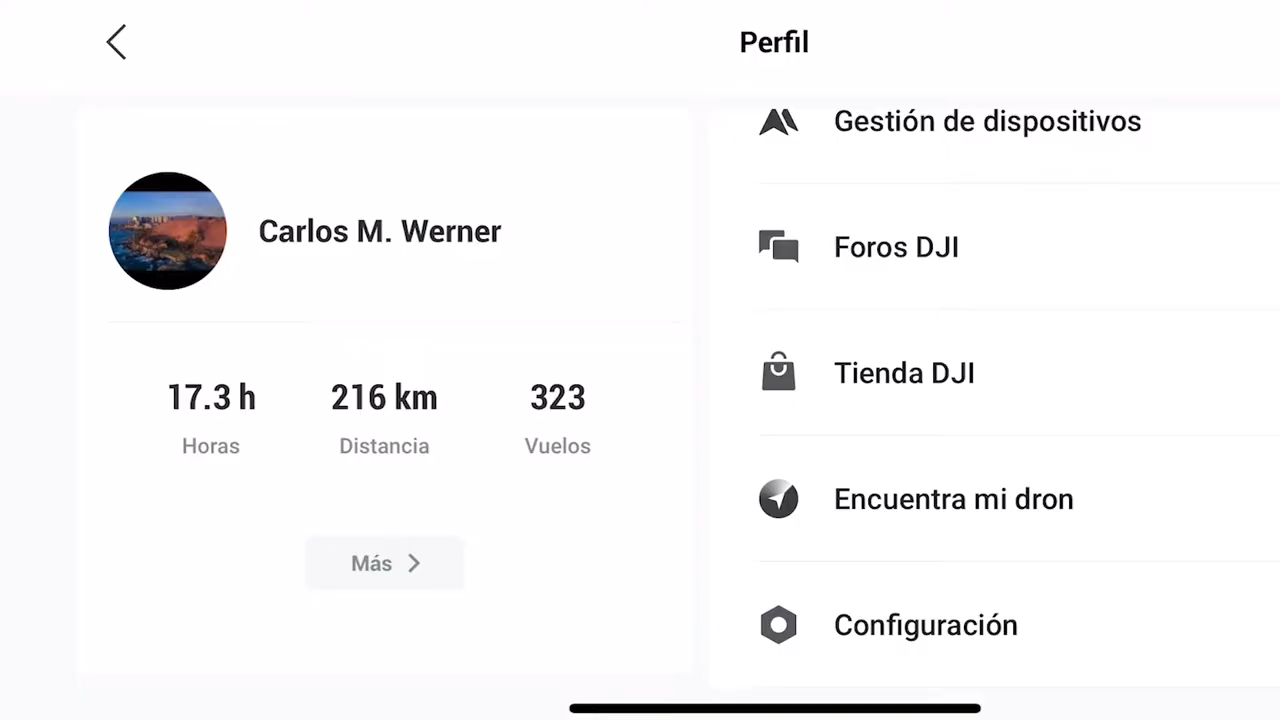 Perfil
Carlos M. Werner
17.3 h
216 km
323
Horas
Distancia
Vuelos
Más
Gestión de dispositivos
Foros DJI
Tienda DJI
Encuentra mi dron
Configuración